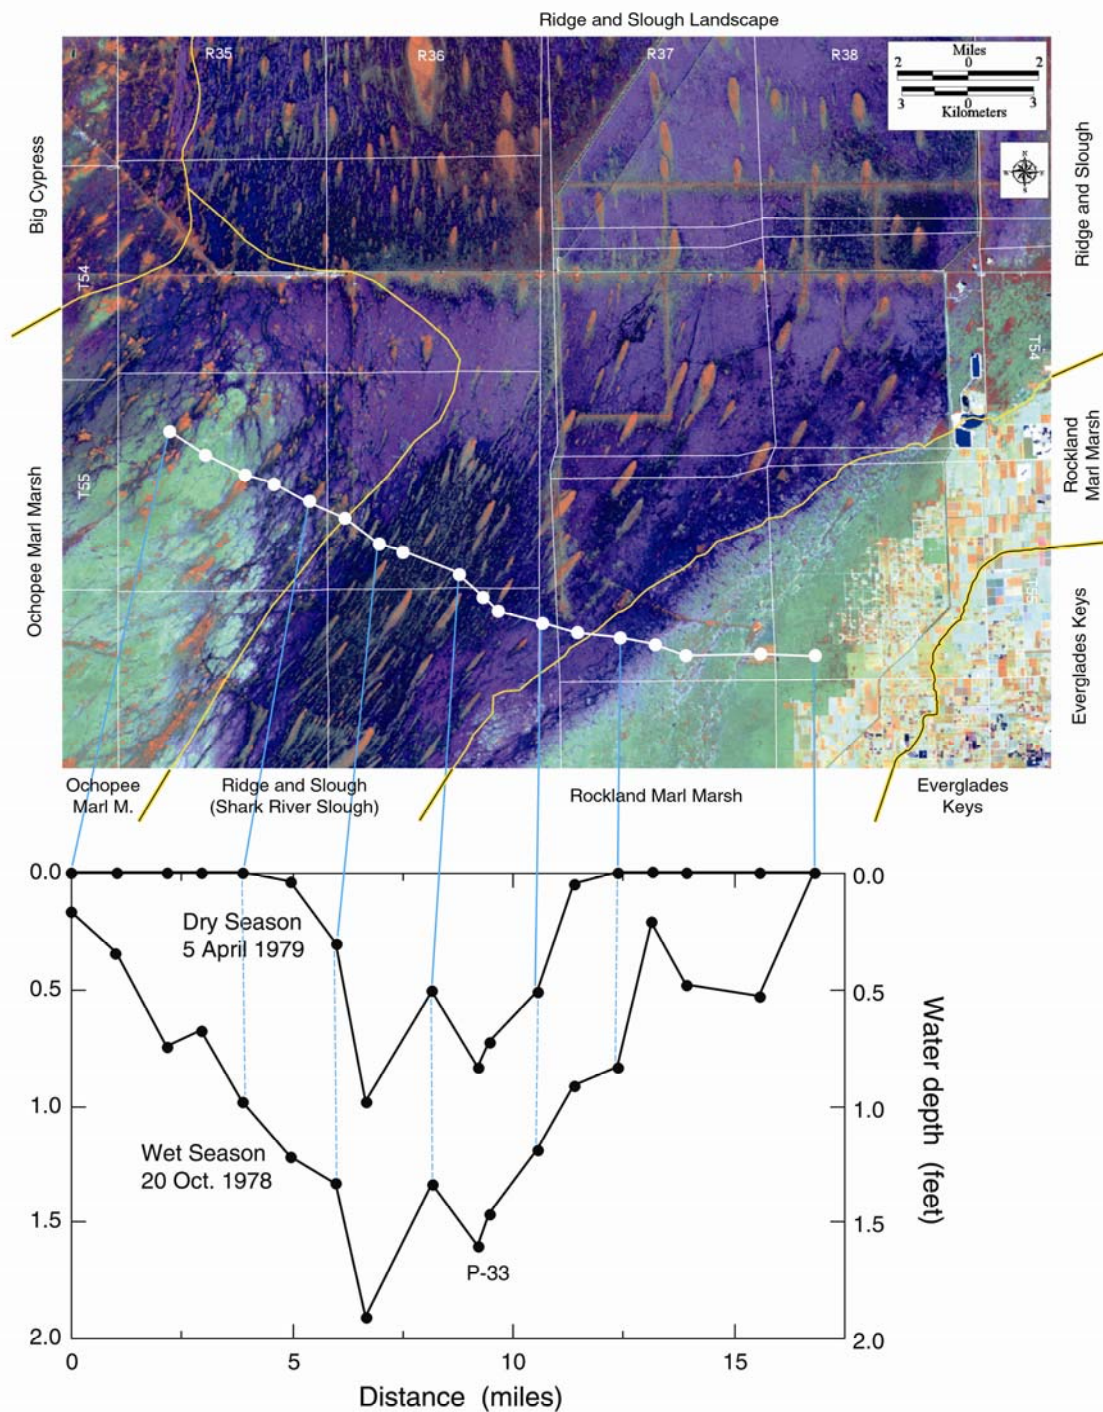 Ridge and Slough Landscape
R35
R36
R37
R38
Miles
2 0 2
3 0 3
Kilometers
Big Cypress
Ridge and Slough
T54
T54
Ochopee Marl Marsh
T55
Rockland
Marl Marsh
Everglades Keys
Ochopee
Marl M.
Ridge and Slough
(Shark River Slough)
Rockland Marl Marsh
Everglades
Keys
0.0
0.5
1.0
1.5
2.0
Dry Season
5 April 1979
Wet Season
20 Oct. 1978
P-33
0.0
0.5
1.0
1.5
2.0
Water depth (feet)
0 5 10 15
Distance (miles)